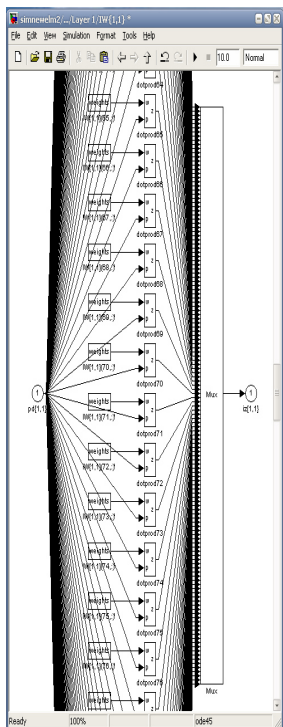 simnewelm2/.../Layer 1/IW{1,1} *
File Edit View Simulation Format Tools Help
10.0 Normal
dotprod64
weights w
z
IW{1,1}(65,:)' p
dotprod65
weights w
z
IW{1,1}(66,:)' p
dotprod66
weights w
z
IW{1,1}(67,:)' p
dotprod67
weights w
z
IW{1,1}(68,:)' p
dotprod68
weights w
z
IW{1,1}(69,:)' p
dotprod69
weights w
z
IW{1,1}(70,:)' p
dotprod70
1 Mux 1
pd{1,1} iz{1,1}
weights w
z
IW{1,1}(71,:)' p
dotprod71
weights w
z
IW{1,1}(72,:)' p
dotprod72
weights w
z
IW{1,1}(73,:)' p
dotprod73
weights w
z
IW{1,1}(74,:)' p
dotprod74
weights w
z
IW{1,1}(75,:)' p
dotprod75
weights w
z
IW{1,1}(76,:)' p
dotprod76
Mux
weights w
Ready 100% ode45